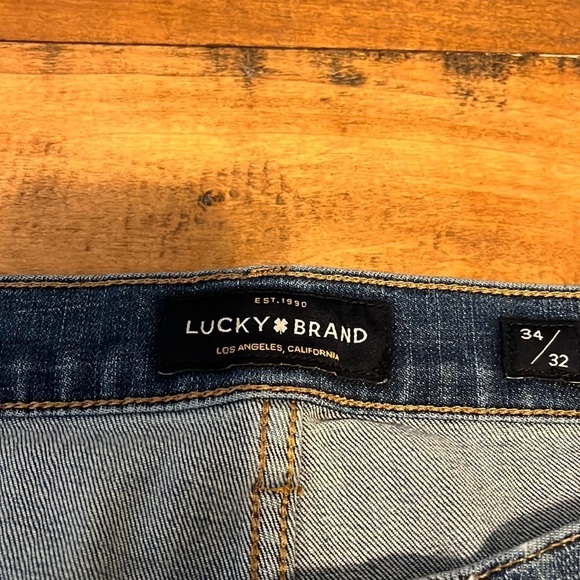 EST.1990
LUCKY BRAND
LOS ANGELES, CALIFORNIA
34/32